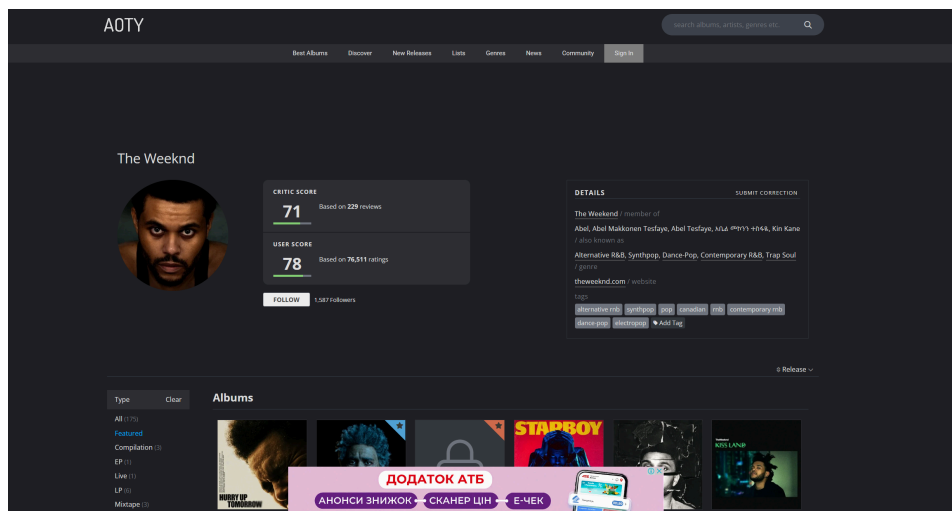 AOTY
search albums, artists, genres etc.
Best Albums Discover New Releases Lists Genres News Community Sign In
The Weeknd
CRITIC SCORE
71 Based on 229 reviews
USER SCORE
78 Based on 76,511 ratings
FOLLOW 1,587 Followers
DETAILS SUBMIT CORRECTION
The Weekend / member of
Abel, Abel Makkonen Tesfaye, Abel Tesfaye, አቤል መኮንን ተስፋዬ, Kin Kane
/ also known as
Alternative R&B, Synthpop, Dance-Pop, Contemporary R&B, Trap Soul
/ genre
theweeknd.com / website
tags
alternative rnb synthpop pop canadian rnb contemporary rnb
dance-pop electropop Add Tag
Release
Type Clear
All (175)
Featured
Compilation (3)
EP (1)
Live (1)
LP (6)
Mixtape (3)
Albums
HURRY UP
TOMORROW
STARBOY
KISS LAND
ДОДАТОК АТБ
АНОНСИ ЗНИЖОК СКАНЕР ЦІН Е-ЧЕК